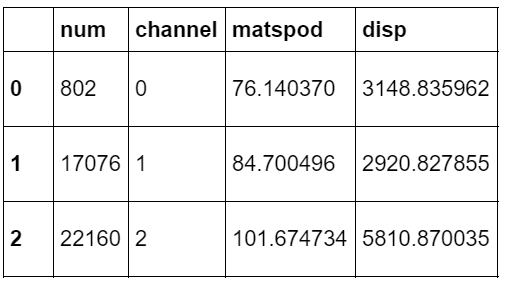 num channel matspod disp
0 802 0 76.140370 3148.835962
1 17076 1 84.700496 2920.827855
2 22160 2 101.674734 5810.870035